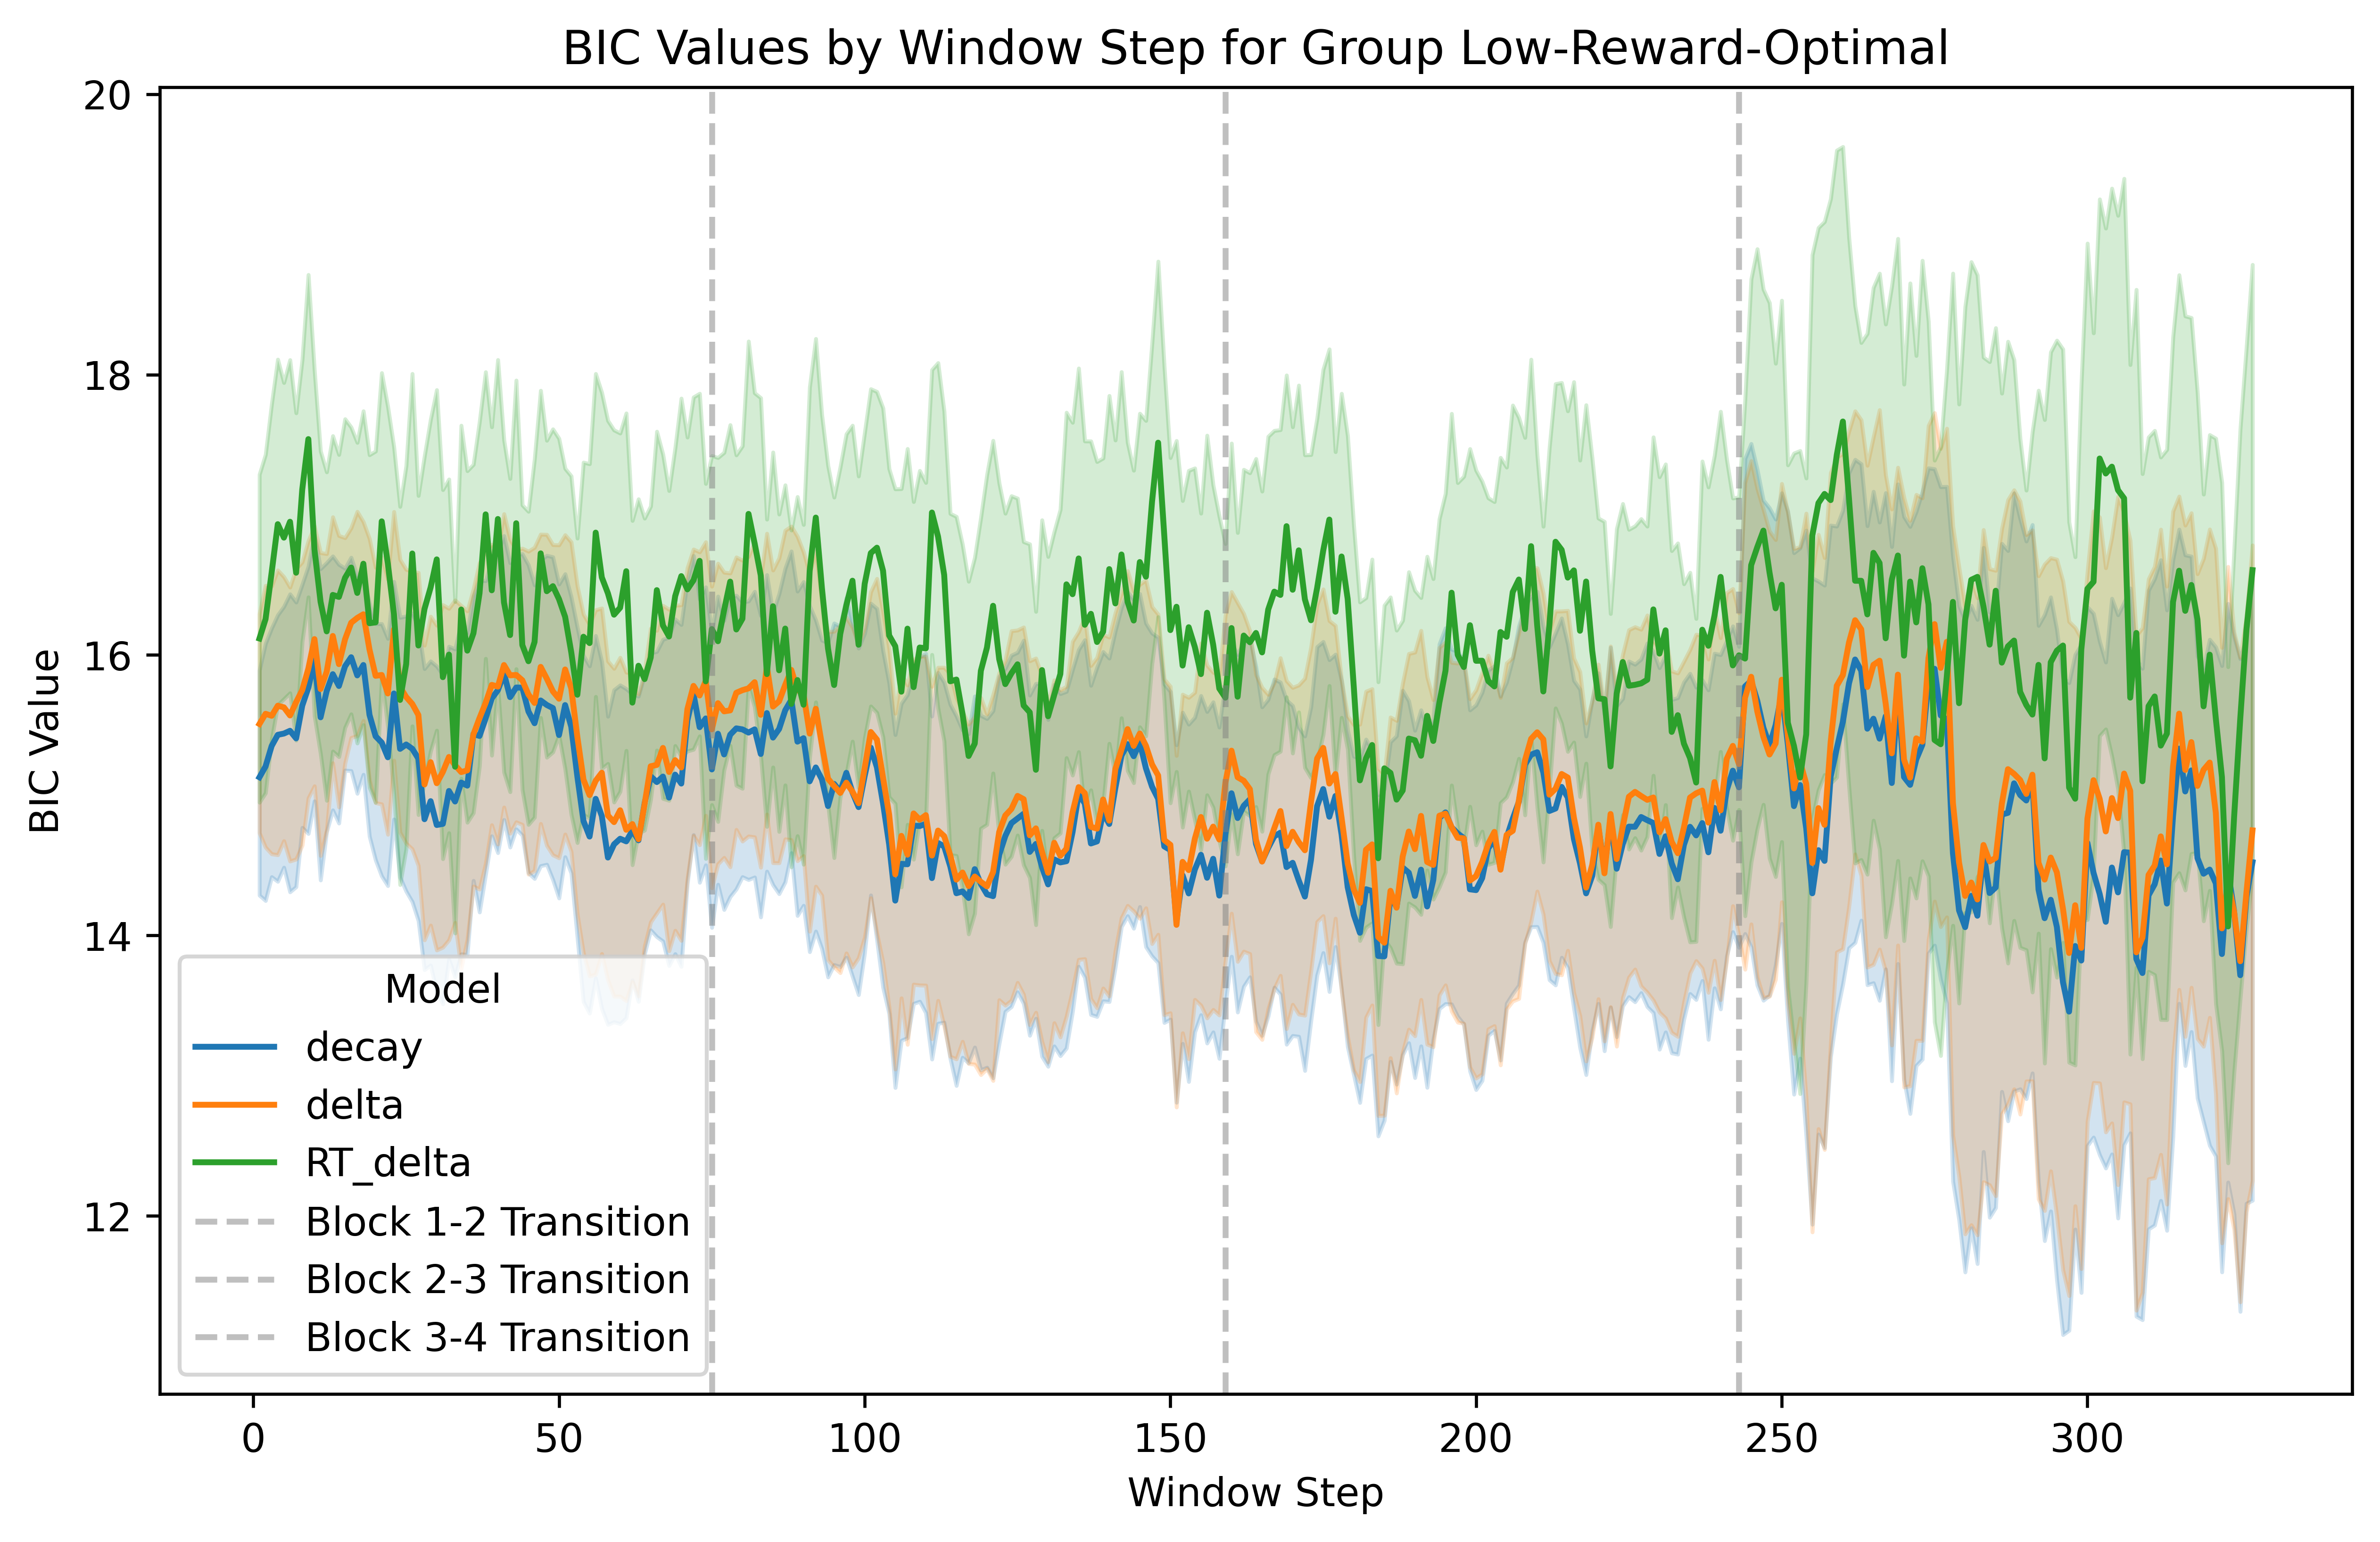 BIC Values by Window Step for Group Low-Reward-Optimal
BIC Value
20
18
16
14
12
Model
decay
delta
RT_delta
Block 1-2 Transition
Block 2-3 Transition
Block 3-4 Transition
0 50 100 150 200 250 300
Window Step